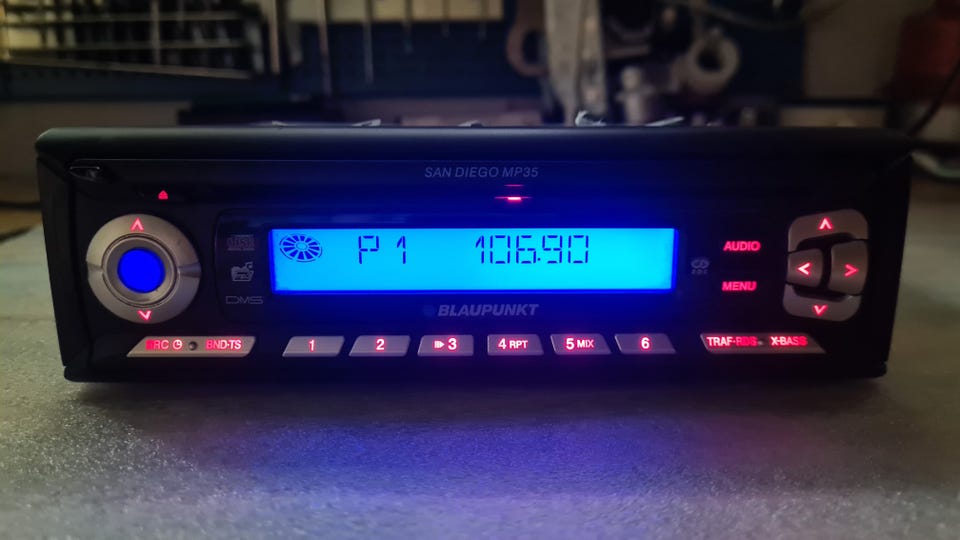 SAN DIEGO MP35
P1 106.90
AUDIO
MENU
DMS
BLAUPUNKT
SRC BND-TS
1
2
3
4 RPT
5 MIX
6
TRAF-RDS X-BASS